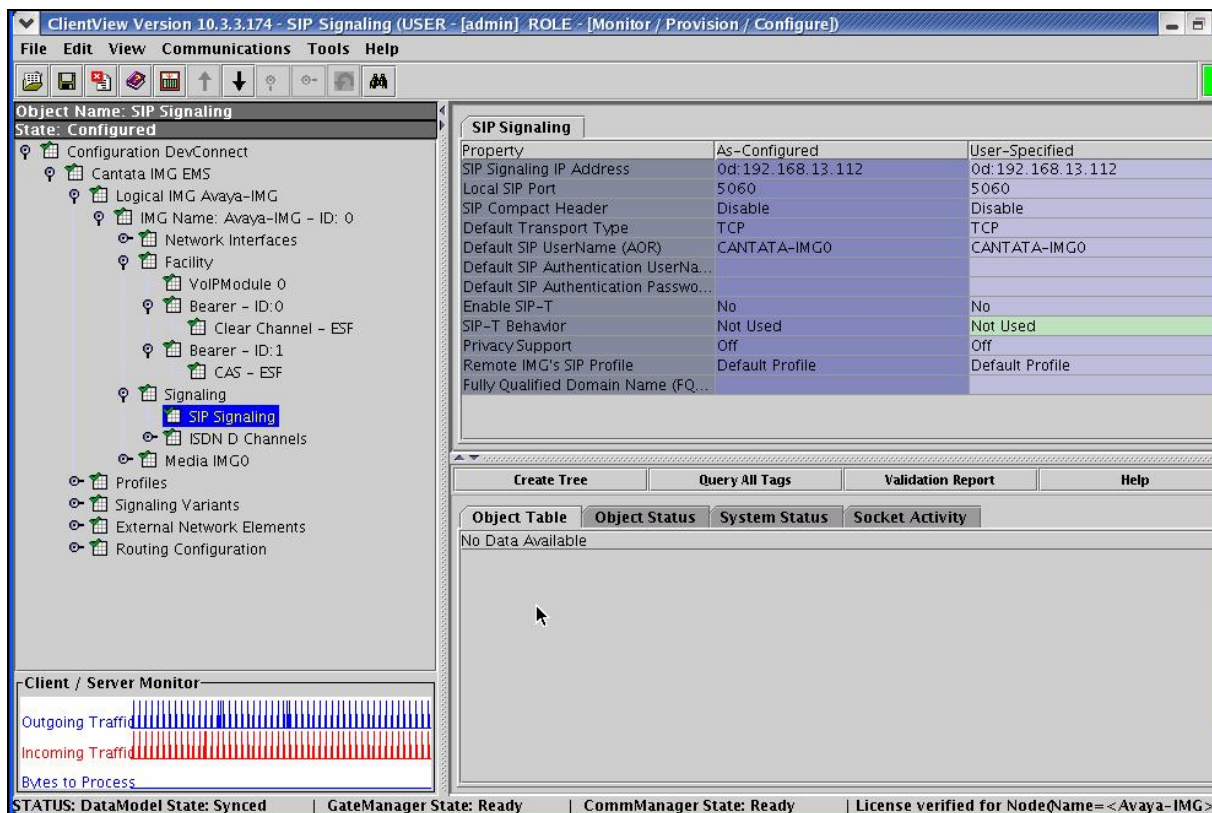 ClientView Version 10.3.3.174 - SIP Signaling (USER - [admin] ROLE - [Monitor / Provision / Configure])
File Edit View Communications Tools Help
Object Name: SIP Signaling
State: Configured
Configuration DevConnect
Cantata IMG EMS
Logical IMG Avaya-IMG
IMG Name: Avaya-IMG - ID: 0
Network Interfaces
Facility
VoIPModule 0
Bearer - ID:0
Clear Channel - ESF
Bearer - ID:1
CAS - ESF
Signaling
SIP Signaling
ISDN D Channels
Media IMG0
Profiles
Signaling Variants
External Network Elements
Routing Configuration
Client / Server Monitor
Outgoing Traffic
Incoming Traffic
Bytes to Process
SIP Signaling
Property As-Configured User-Specified
SIP Signaling IP Address 0d:192.168.13.112 0d:192.168.13.112
Local SIP Port 5060 5060
SIP Compact Header Disable Disable
Default Transport Type TCP TCP
Default SIP UserName (AOR) CANTATA-IMG0 CANTATA-IMG0
Default SIP Authentication UserNa...
Default SIP Authentication Passwo...
Enable SIP-T No No
SIP-T Behavior Not Used Not Used
Privacy Support Off Off
Remote IMG's SIP Profile Default Profile Default Profile
Fully Qualified Domain Name (FQ...
Create Tree Query All Tags Validation Report Help
Object Table Object Status System Status Socket Activity
No Data Available
STATUS: DataModel State: Synced | GateManager State: Ready | CommManager State: Ready | License verified for Node(Name=<Avaya-IMG>